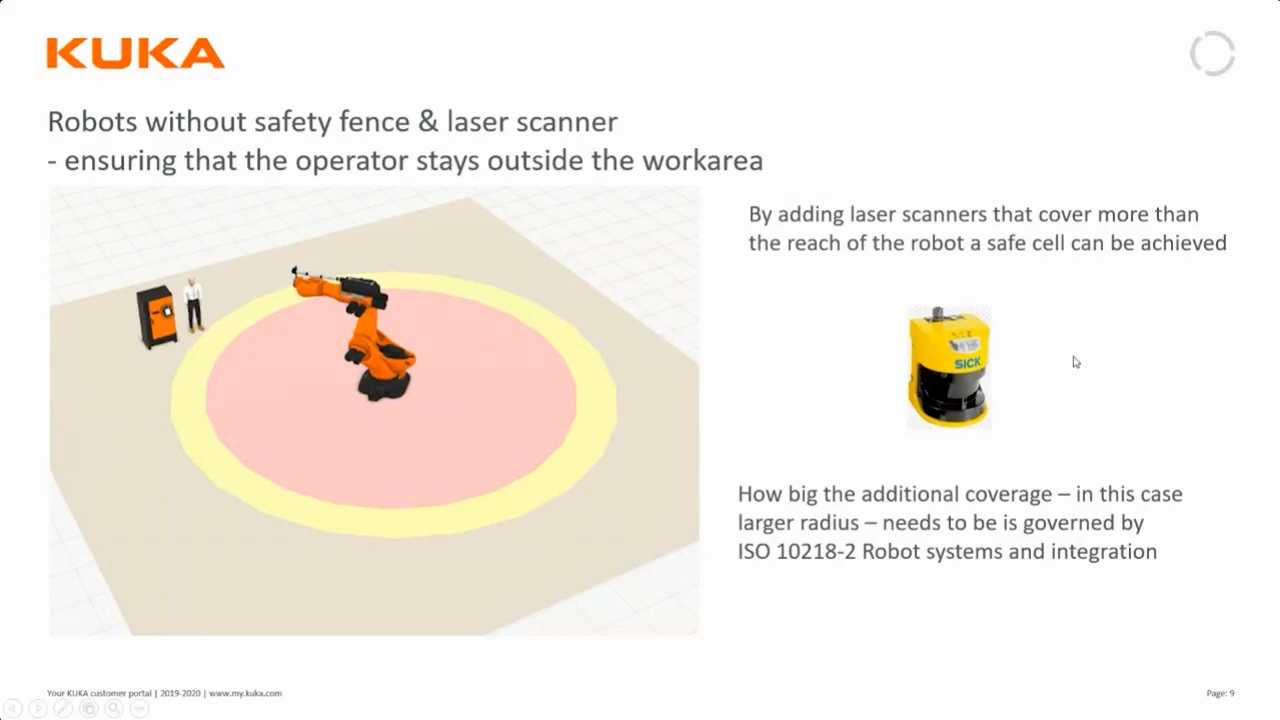 KUKA
Robots without safety fence & laser scanner
- ensuring that the operator stays outside the workarea
By adding laser scanners that cover more than
the reach of the robot a safe cell can be achieved
SICK
How big the additional coverage – in this case
larger radius – needs to be is governed by
ISO 10218-2 Robot systems and integration
Your KUKA customer portal | 2019-2020 | www.my.kuka.com
Page: 9